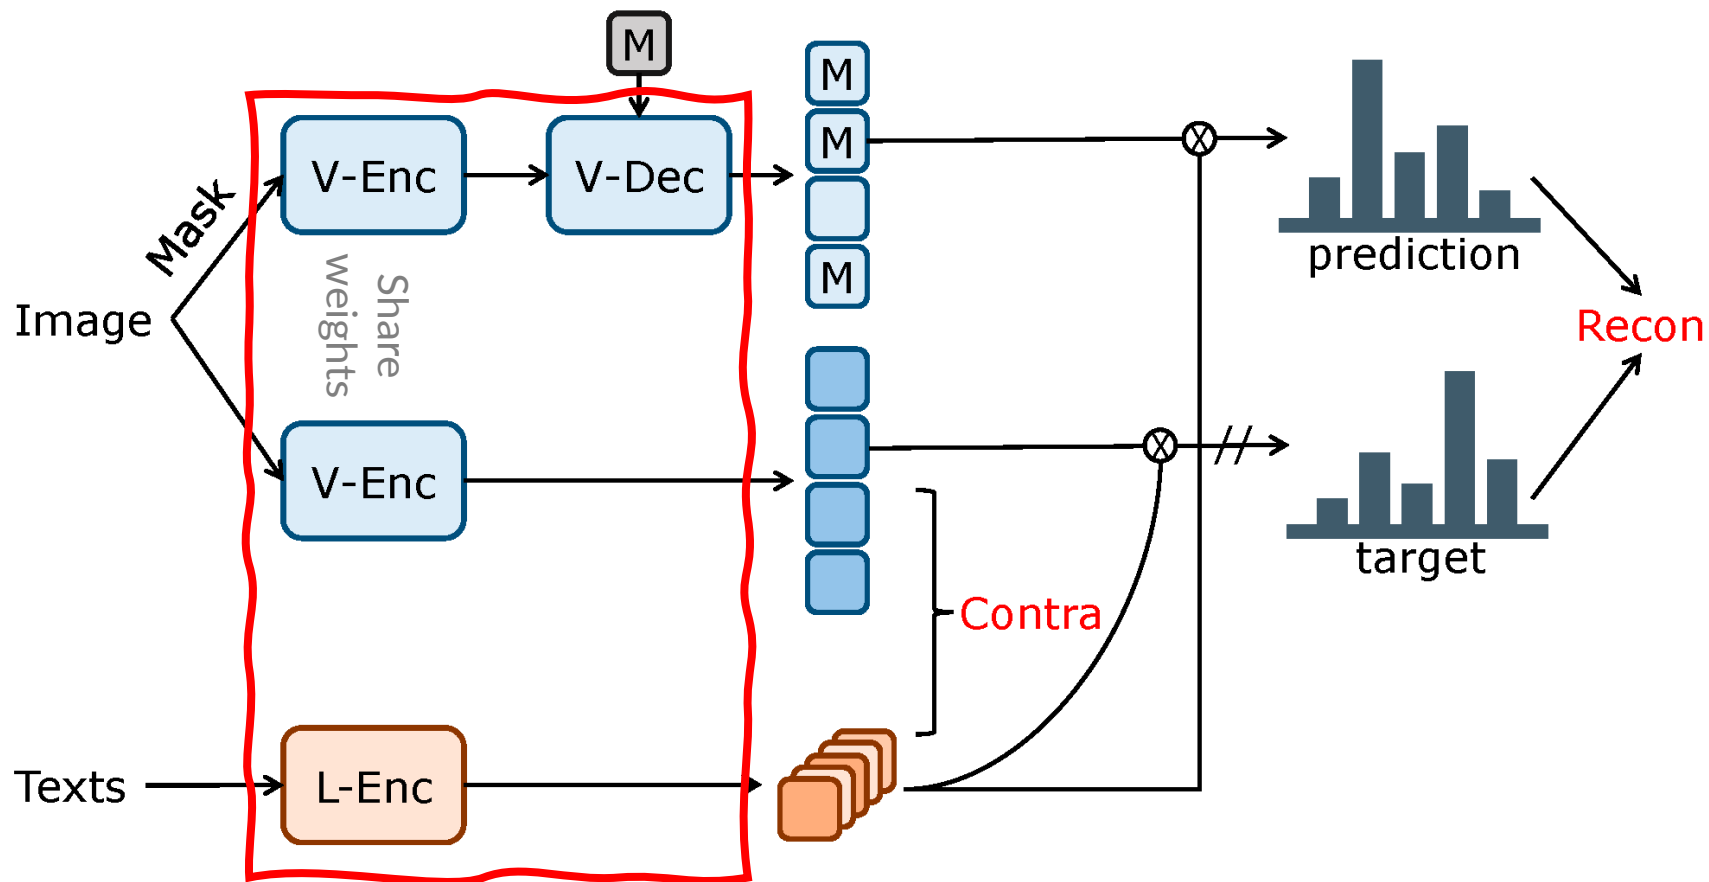 M
M
V-Enc
V-Dec
M
Mask
prediction
M
Share
weights
Image
Recon
V-Enc
target
Contra
Texts
L-Enc